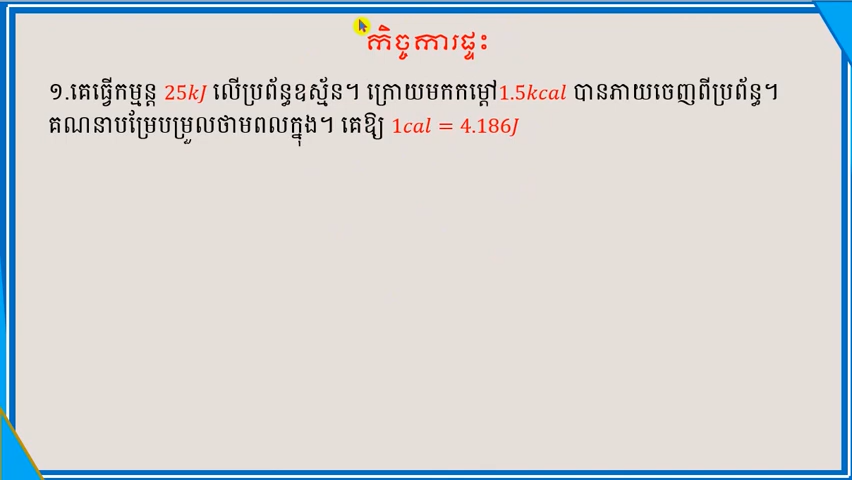 កិច្ចការផ្ទះ
១.គេធ្វើកម្មន្ត 25kJ លើប្រព័ន្ធឧស្ម័ន។ ក្រោយមកកម្តៅ1.5kcal បានភាយចេញពីប្រព័ន្ធ។
គណនាបម្រែបម្រួលថាមពលក្នុង។ គេឱ្យ 1cal = 4.186J